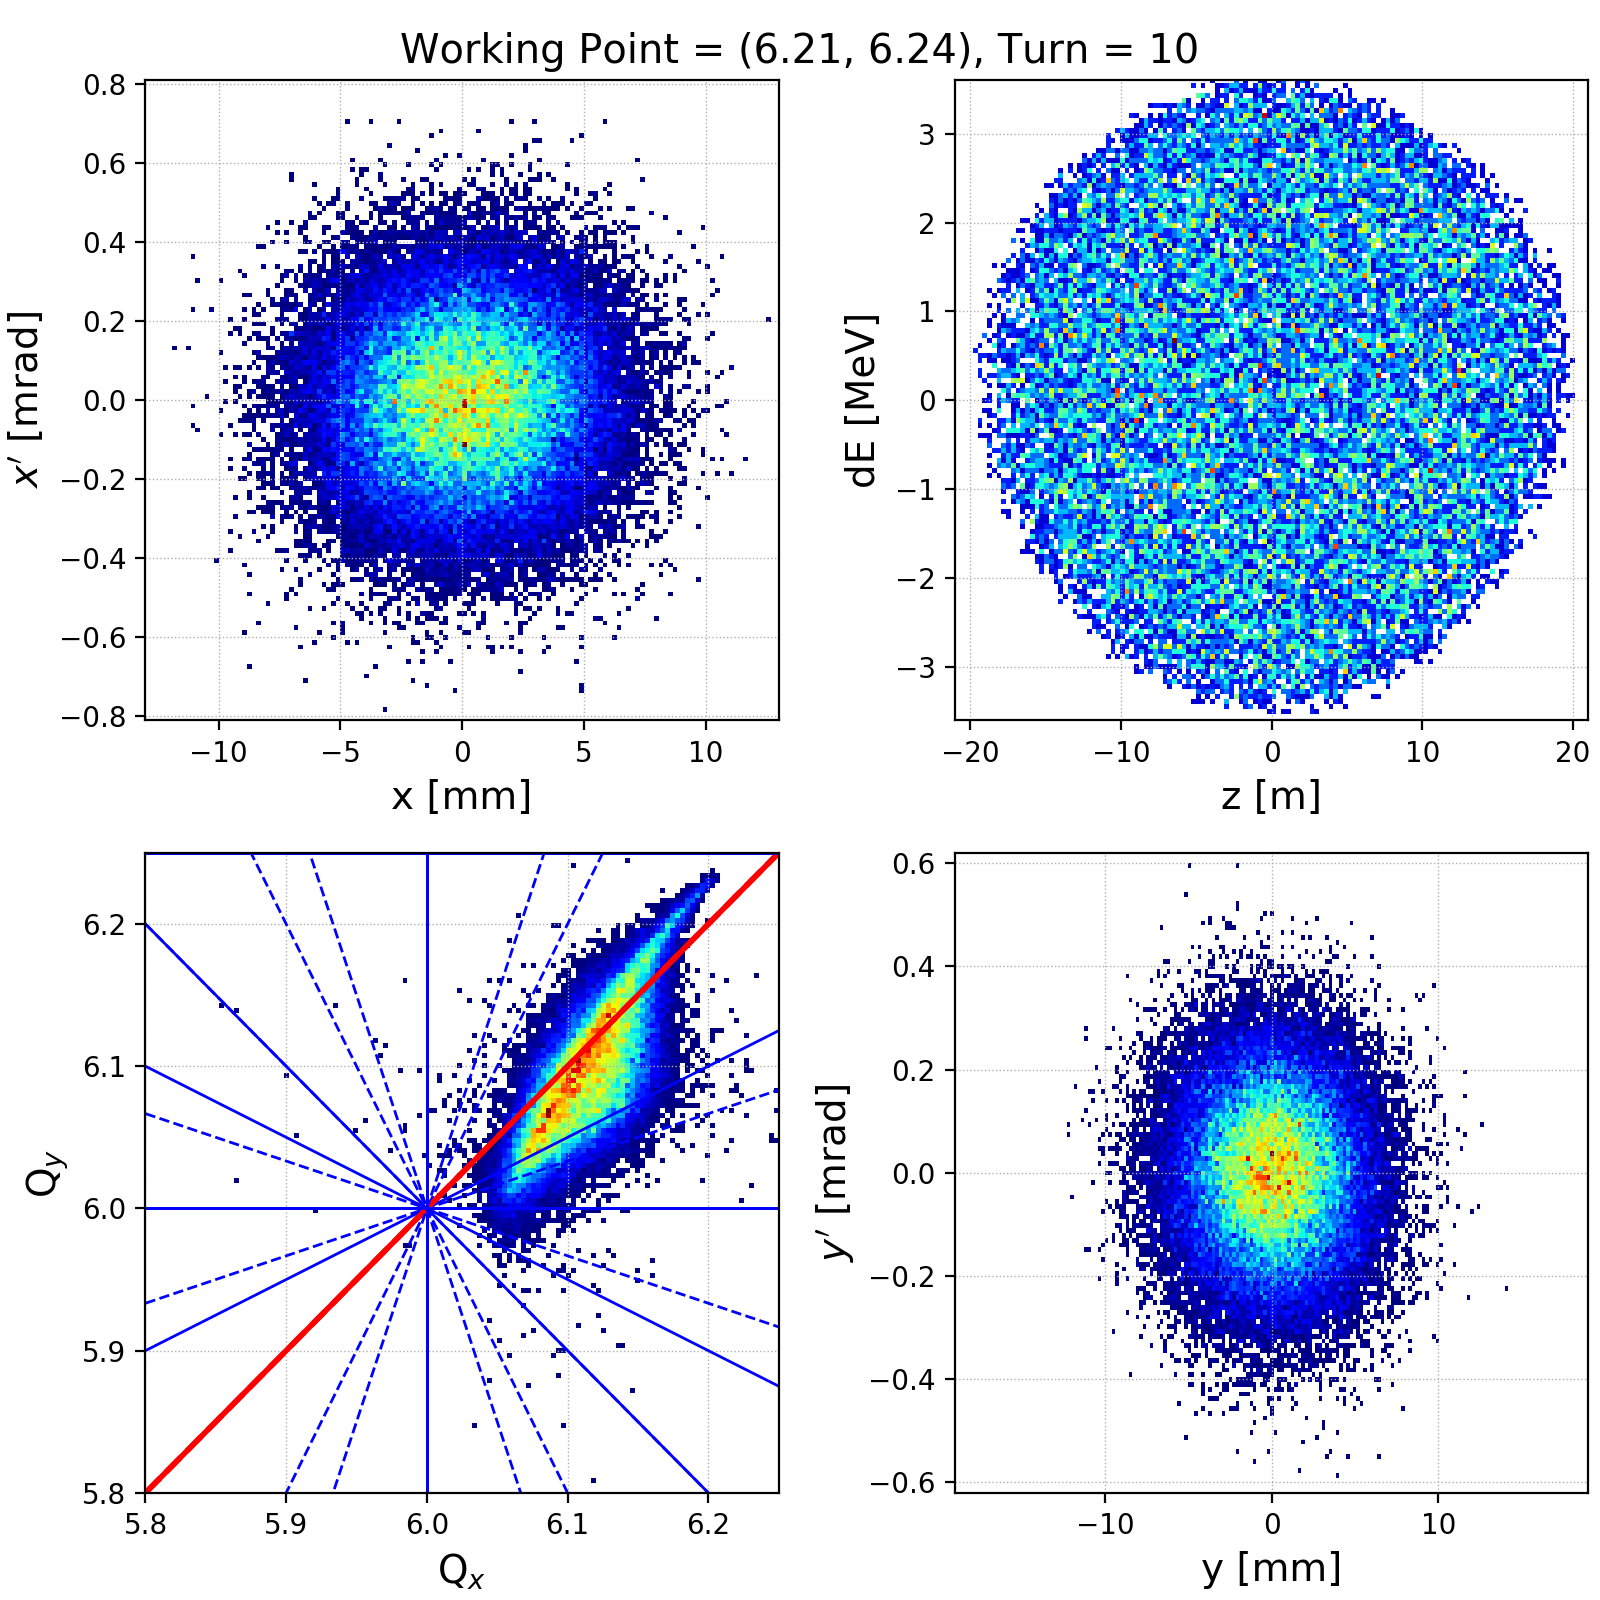 Working Point = (6.21, 6.24), Turn = 10
0.8
0.6
0.4
0.2
0.0
−0.2
−0.4
−0.6
−0.8
x′ [mrad]
−10 −5 0 5 10
x [mm]
3
2
1
0
−1
−2
−3
dE [MeV]
−20 −10 0 10 20
z [m]
6.2
6.1
6.0
5.9
5.8
Qy
5.8 5.9 6.0 6.1 6.2
Qx
0.6
0.4
0.2
0.0
−0.2
−0.4
−0.6
y′ [mrad]
−10 0 10
y [mm]